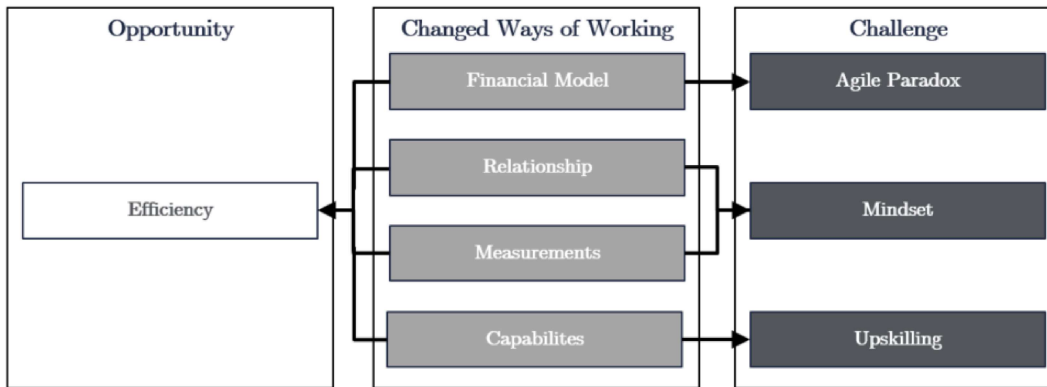 Opportunity
Efficiency
Changed Ways of Working
Financial Model
Relationship
Measurements
Capabilites
Challenge
Agile Paradox
Mindset
Upskilling